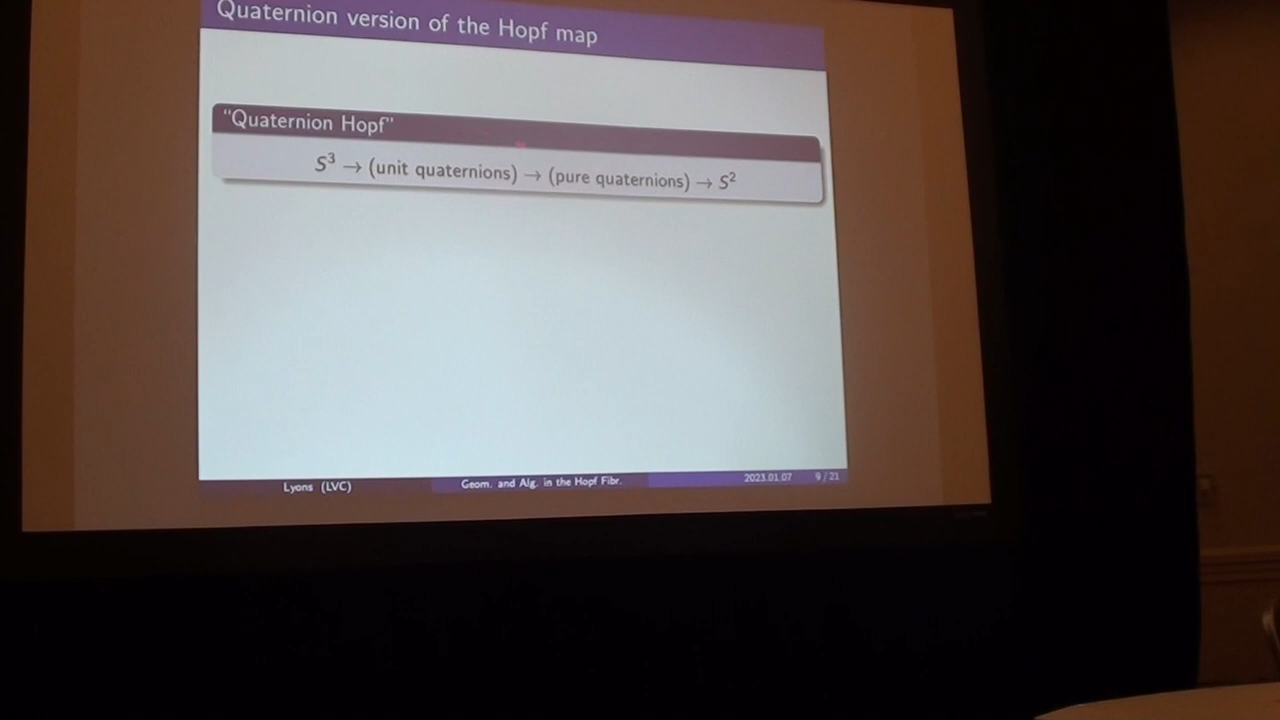 Quaternion version of the Hopf map
"Quaternion Hopf"
S³ → (unit quaternions) → (pure quaternions) → S²
Lyons (LVC) Geom. and Alg. in the Hopf Fibr. 2023.01.07 9 / 21